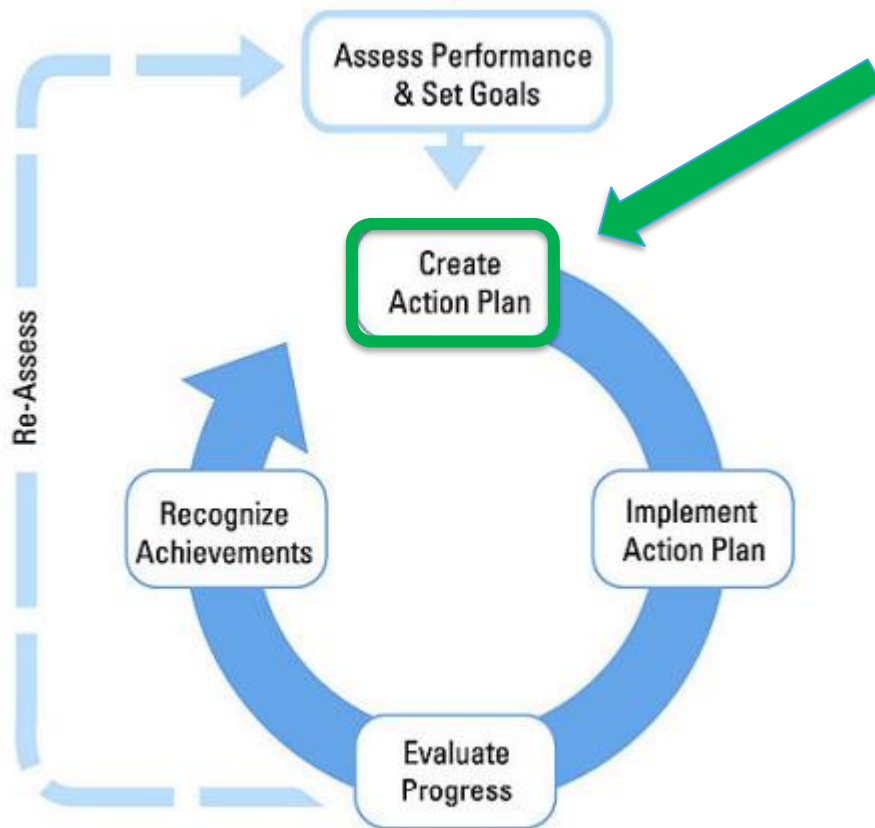 Assess Performance
& Set Goals
Create
Action Plan
Re-Assess
Recognize
Achievements
Implement
Action Plan
Evaluate
Progress